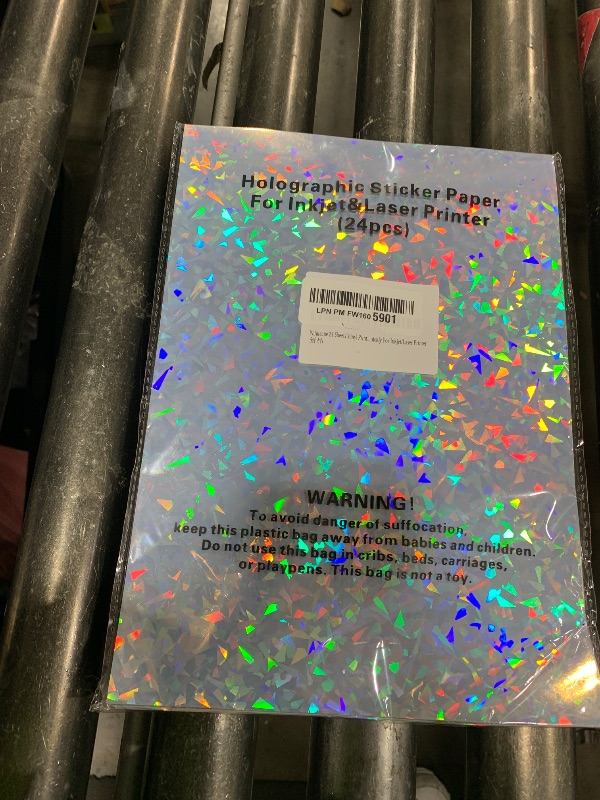 Holographic Sticker Paper
For Inkjet&Laser Printer
(24pcs)
LPN PM FW160 5901
WARNING!
To avoid danger of suffocation,
keep this plastic bag away from babies and children.
Do not use this bag in cribs, beds, carriages,
or playpens. This bag is not a toy.